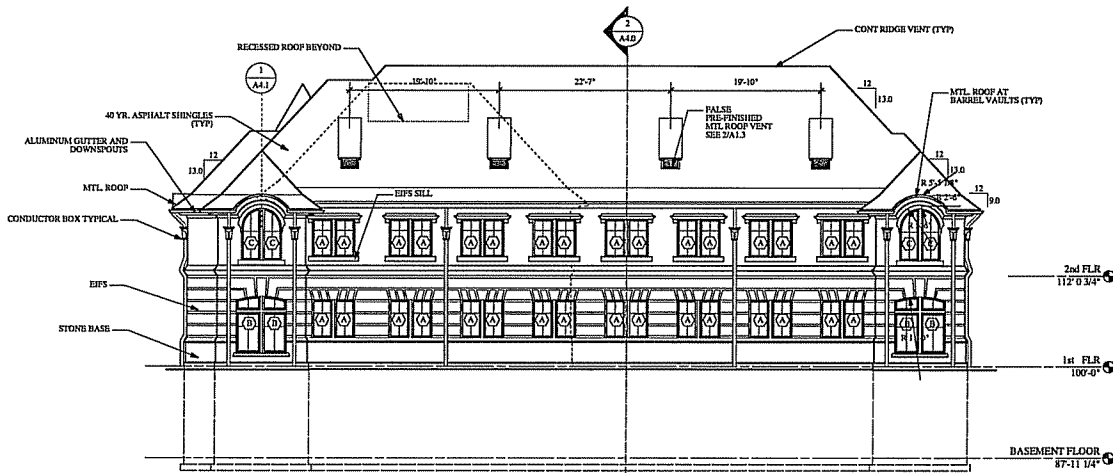 2
A4.0
CONT RIDGE VENT (TYP)
RECESSED ROOF BEYOND
1
A4.1
19'-10"
22'-7"
19'-10"
12
13.0
MTL. ROOF AT
BARREL VAULTS (TYP)
40 YR. ASPHALT SHINGLES
(TYP)
FALSE
PRE-FINISHED
MTL ROOF VENT
SEE 2/A1.3
ALUMINUM GUTTER AND
DOWNSPOUTS
12
13.0
12
13.0
MTL. ROOF
EIFS SILL
12
9.0
CONDUCTOR BOX TYPICAL
C C A A A A A A A A A A A A A A A A C C
2nd FLR
112' 0 3/4"
EIFS
B B A A A A A A A A A A A A A A A A B B
STONE BASE
1st FLR
100'-0"
BASEMENT FLOOR
87'-11 1/4"